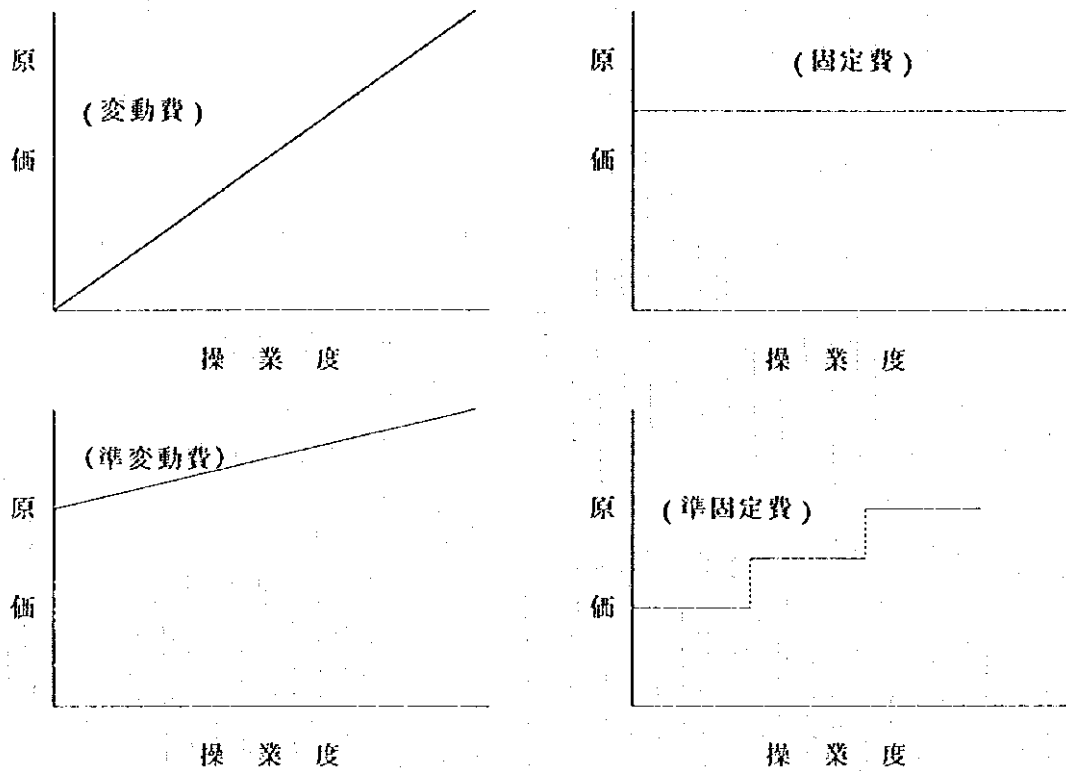 原価
(変動費)
操業度
原価
(固定費)
操業度
原価
(準変動費)
操業度
原価
(準固定費)
操業度